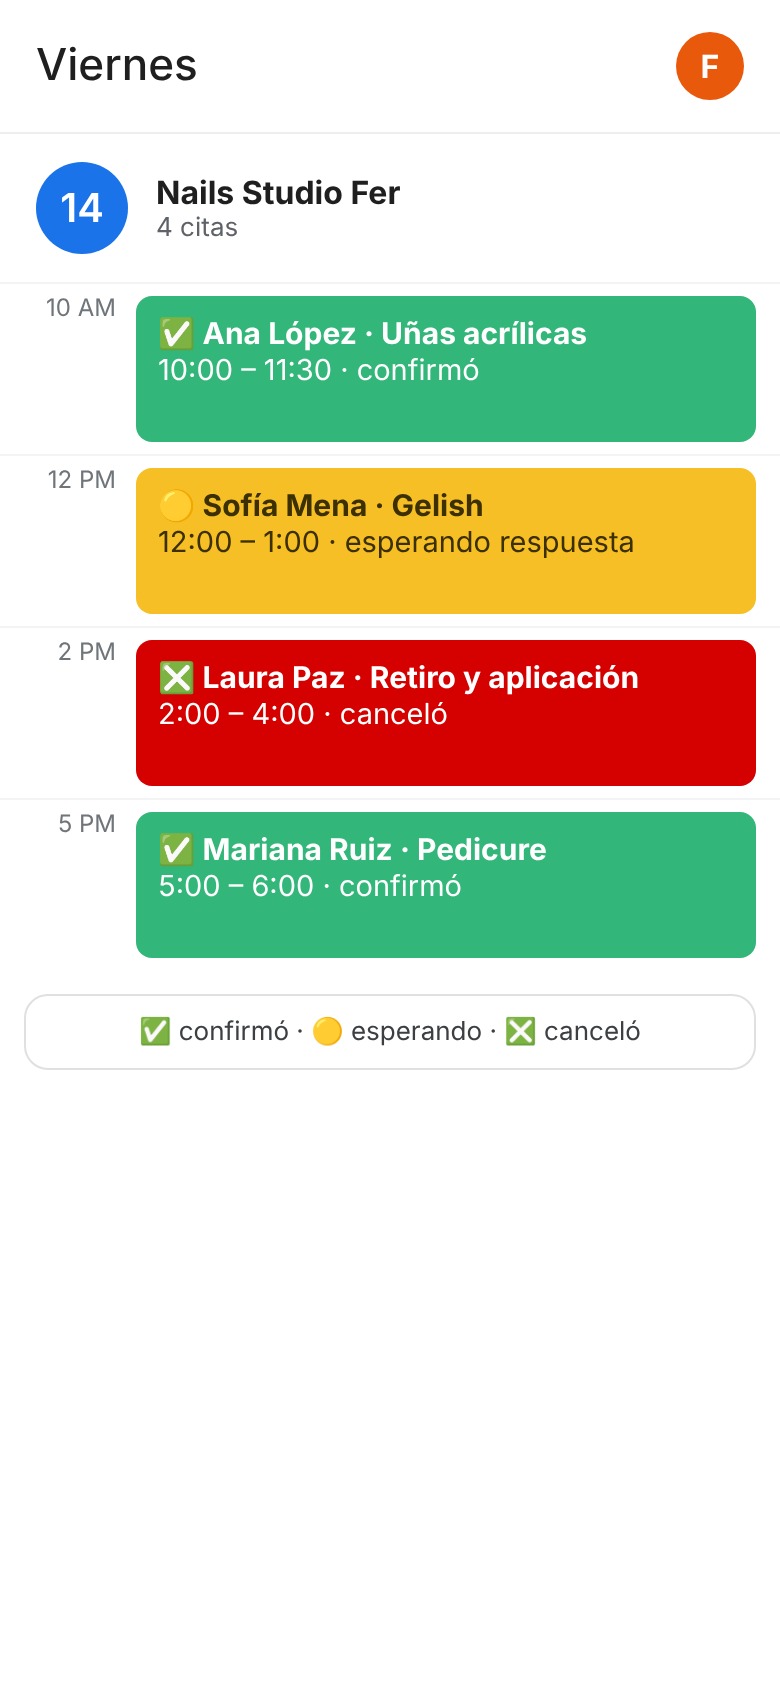 Viernes
F
14
Nails Studio Fer
4 citas
10 AM
✅ Ana López · Uñas acrílicas
10:00 – 11:30 · confirmó
12 PM
🟡 Sofía Mena · Gelish
12:00 – 1:00 · esperando respuesta
2 PM
❎ Laura Paz · Retiro y aplicación
2:00 – 4:00 · canceló
5 PM
✅ Mariana Ruiz · Pedicure
5:00 – 6:00 · confirmó
✅ confirmó · 🟡 esperando · ❎ canceló